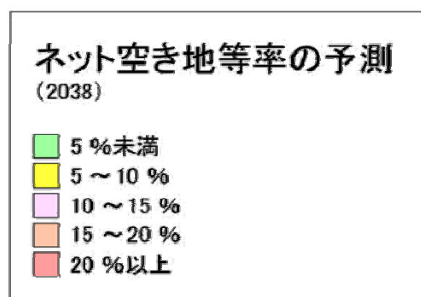 ネット空き地等率の予測
(2038)
5 %未満
5 ～ 10 %
10 ～ 15 %
15 ～ 20 %
20 %以上